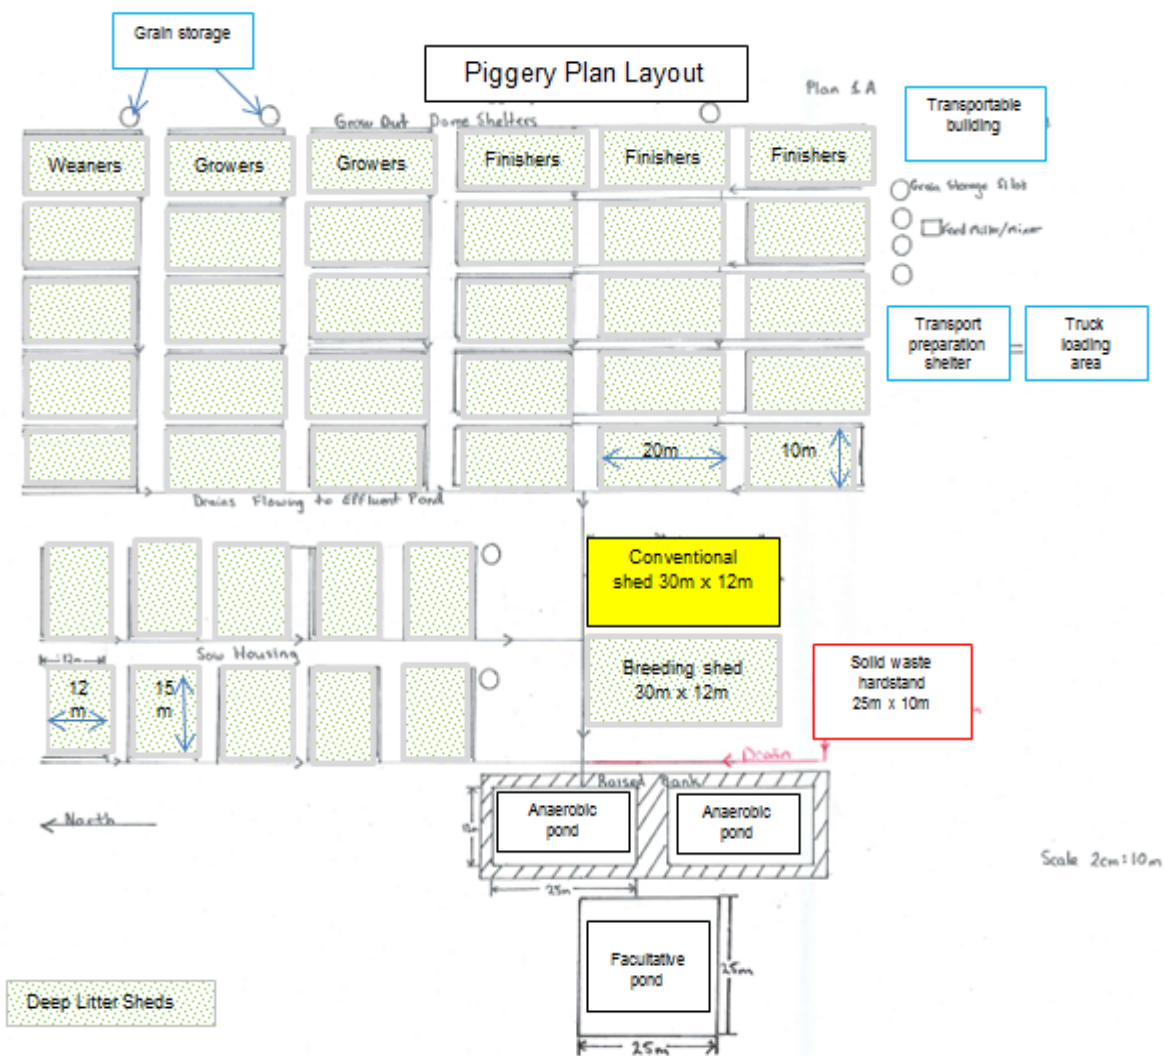 Grain storage
Piggery Plan Layout
Plan 1 A
Transportable
building
Grow Out Dome Shelters
Weaners
Growers
Growers
Finishers
Finishers
Finishers
Grain Storage Silos
Feed Miller/mixer
Transport
preparation
shelter
=
Truck
loading
area
20m
10m
Drains Flowing to Effluent Pond
Conventional
shed 30m x 12m
Sow Housing
12m
12
m
15
m
Breeding shed
30m x 12m
Solid waste
hardstand
25m x 10m
Drain
Raised Bank
North
Anaerobic
pond
Anaerobic
pond
Scale 2cm:10m
25m
Facultative
pond
25m
25m
Deep Litter Sheds